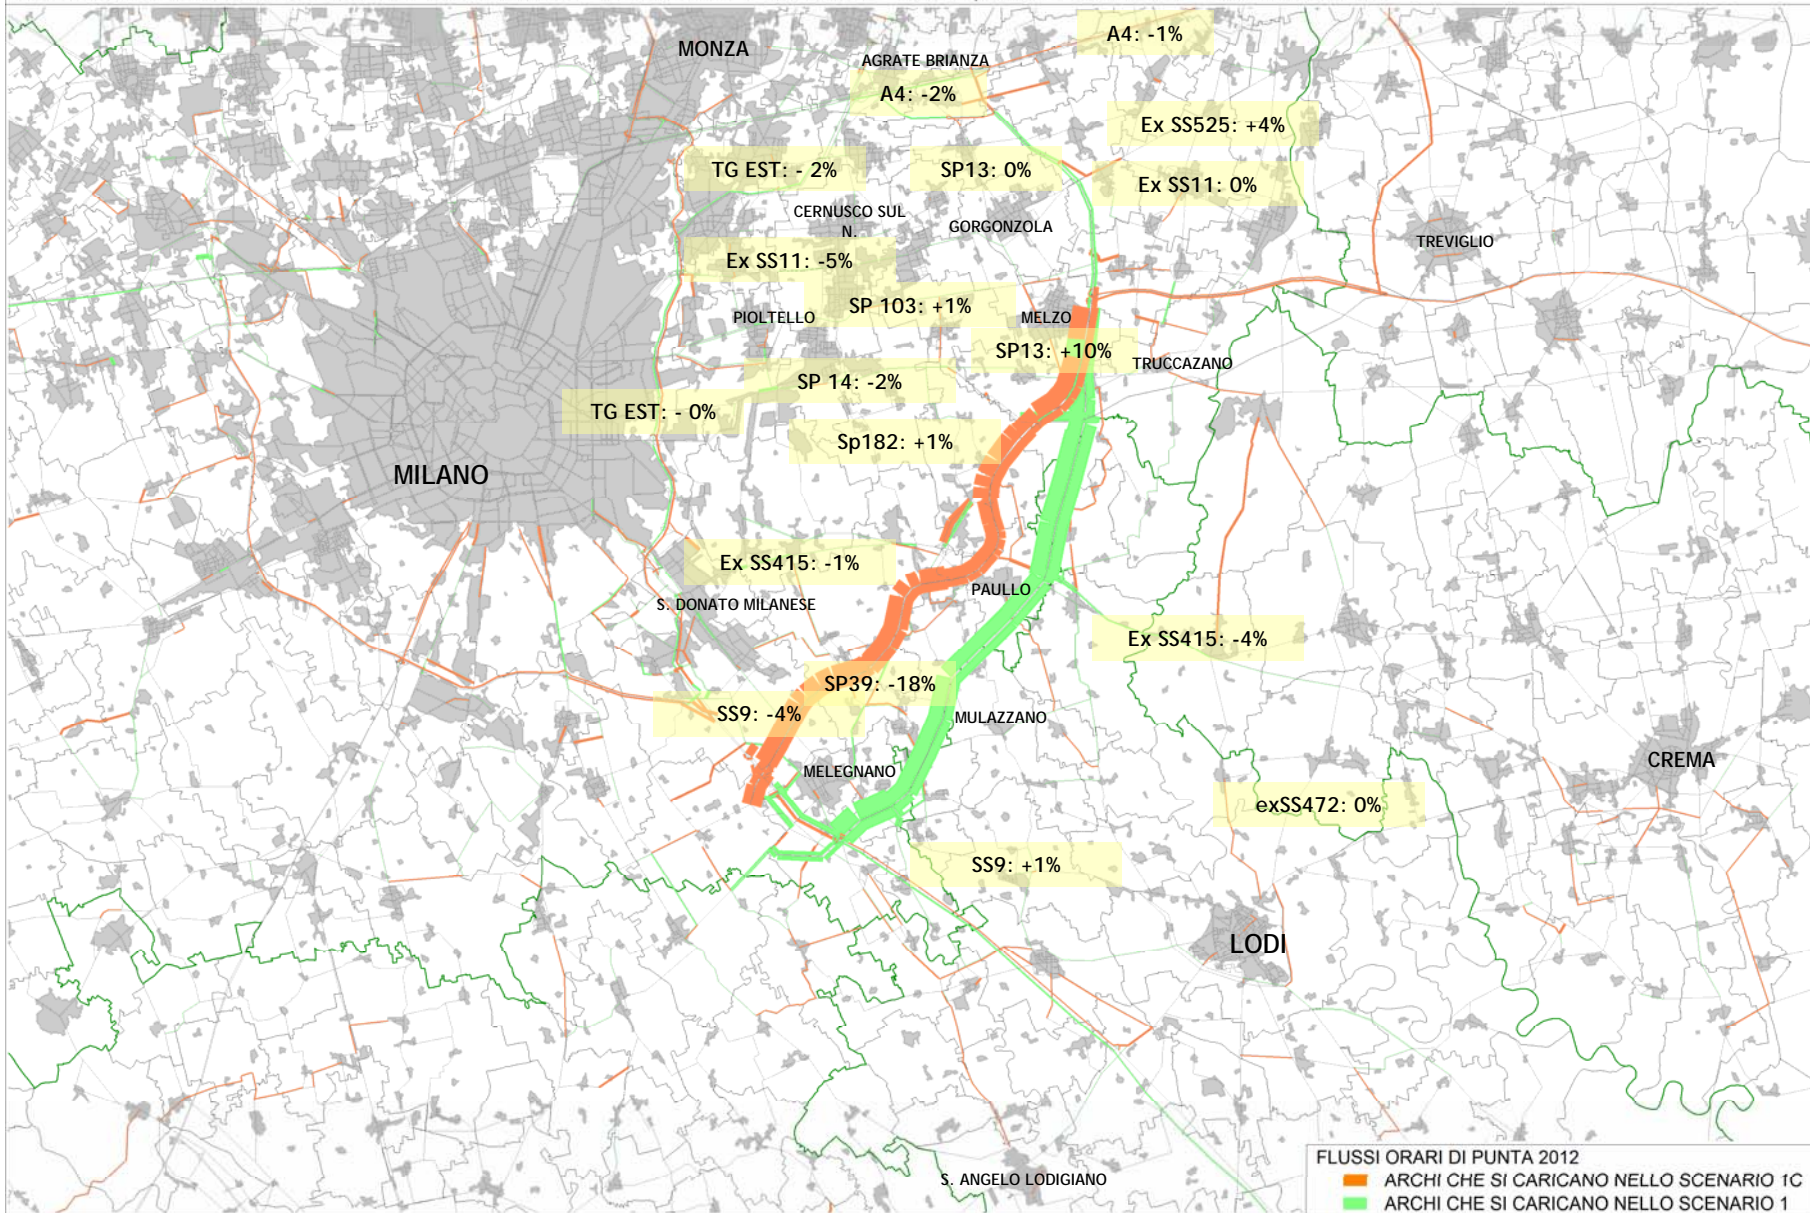 A4: -1%
MONZA
AGRATE BRIANZA
A4: -2%
Ex SS525: +4%
TG EST: - 2%
SP13: 0%
Ex SS11: 0%
CERNUSCO SUL
N.
GORGONZOLA
TREVIGLIO
Ex SS11: -5%
SP 103: +1%
PIOLTELLO
MELZO
SP13: +10%
TRUCCAZANO
SP 14: -2%
TG EST: - 0%
Sp182: +1%
MILANO
Ex SS415: -1%
PAULLO
S. DONATO MILANESE
Ex SS415: -4%
SP39: -18%
SS9: -4%
MULAZZANO
CREMA
MELEGNANO
exSS472: 0%
SS9: +1%
LODI
S. ANGELO LODIGIANO
FLUSSI ORARI DI PUNTA 2012
ARCHI CHE SI CARICANO NELLO SCENARIO 1C
ARCHI CHE SI CARICANO NELLO SCENARIO 1